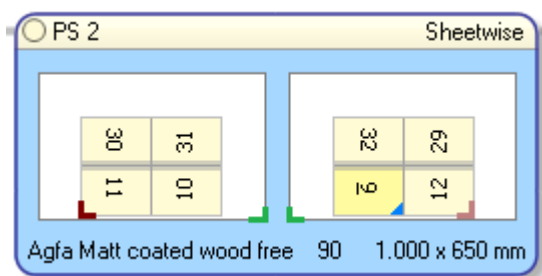 PS 2 Sheetwise
30 31 32 29
11 10 9 12
Agfa Matt coated wood free 90 1.000 x 650 mm